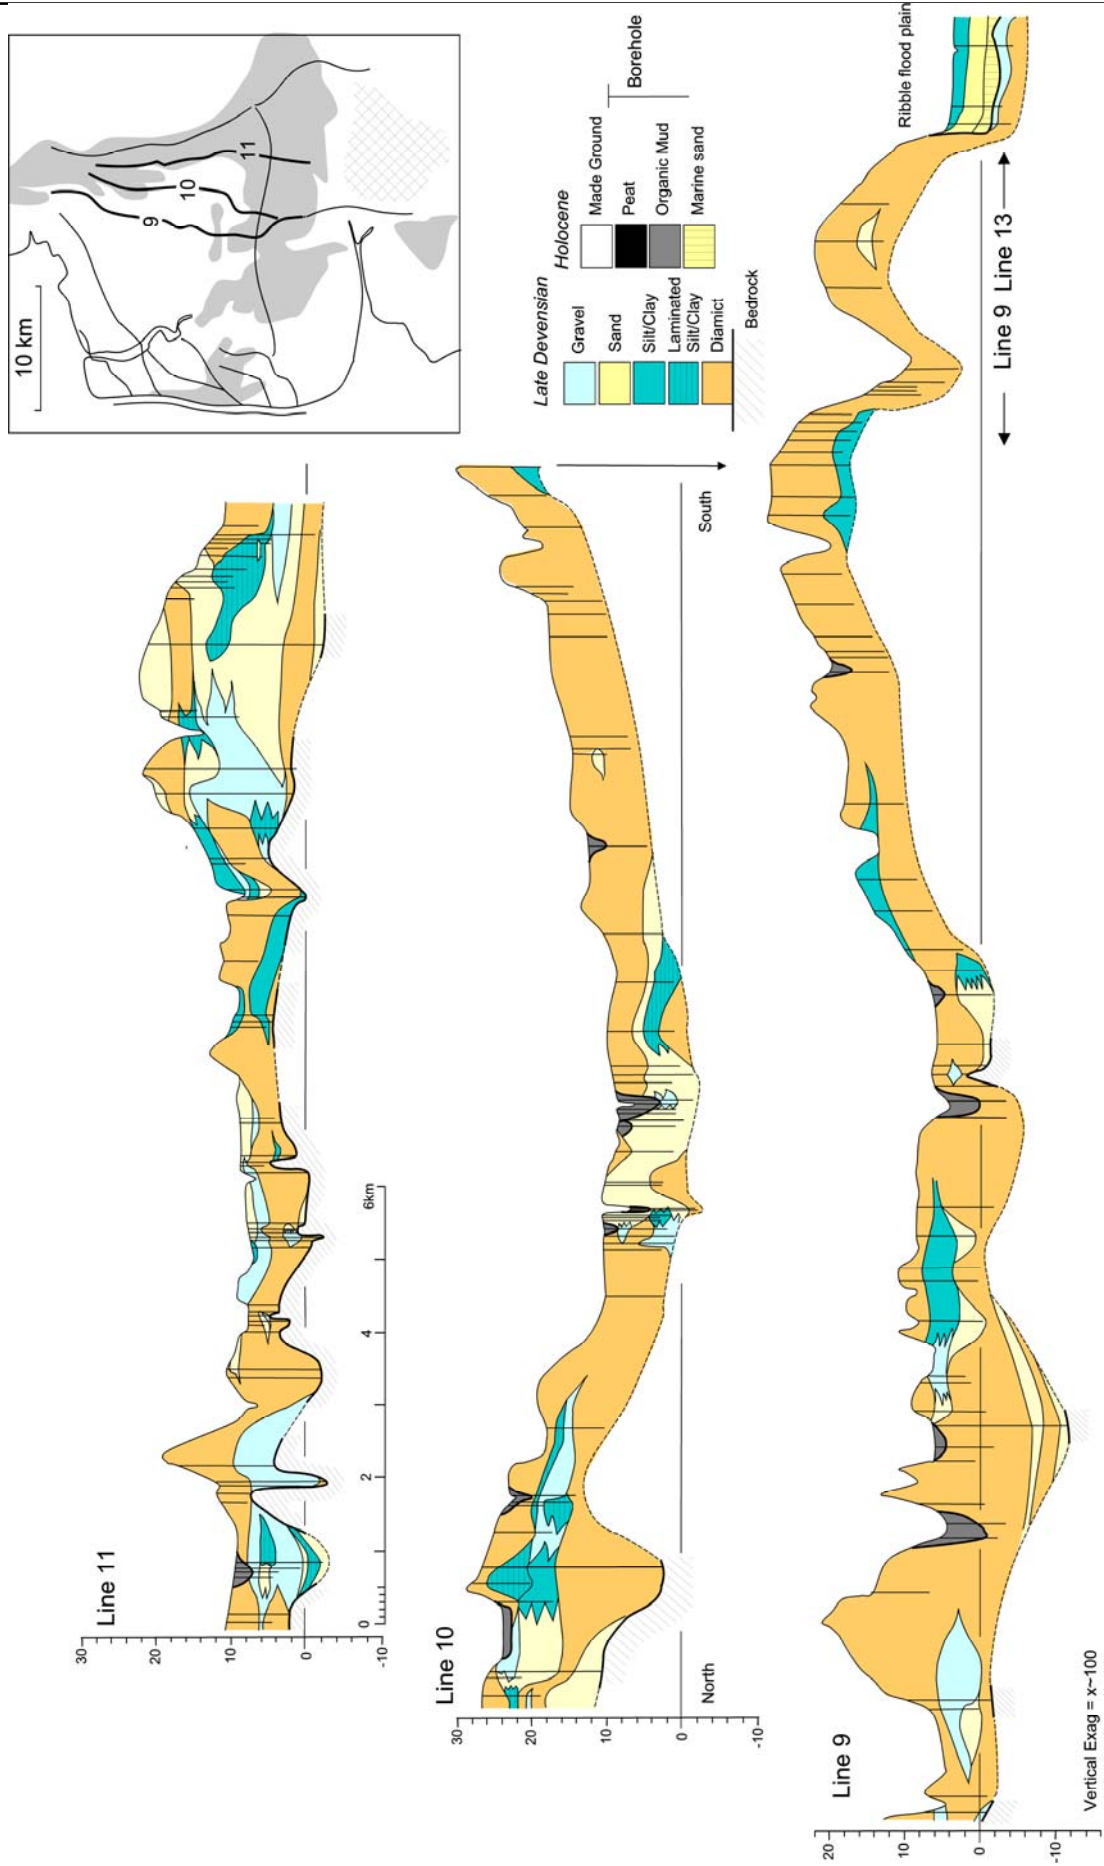 Line 11
30
20
10
0
-10
0
1
2
4
6km
Line 10
30
20
10
0
-10
North
South
Line 9
20
10
0
-10
Vertical Exag = x~100
10 km
9
10
11
Late Devensian
Gravel
Sand
Silt/Clay
Laminated
Silt/Clay
Diamict
Bedrock
Holocene
Made Ground
Peat
Organic Mud
Marine sand
Borehole
Ribble flood plain
Line 9
Line 13